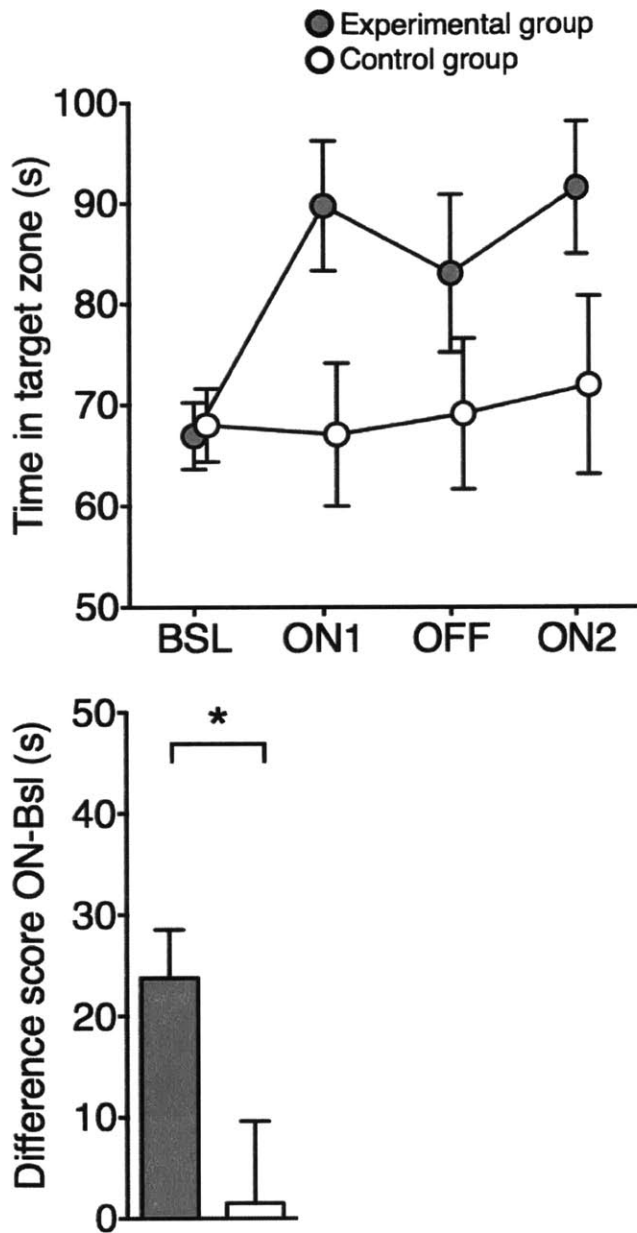 Experimental group
Control group
Time in target zone (s)
100
90
80
70
60
50
BSL ON1 OFF ON2
Difference score ON-Bsl (s)
50
40
30
20
10
0
*